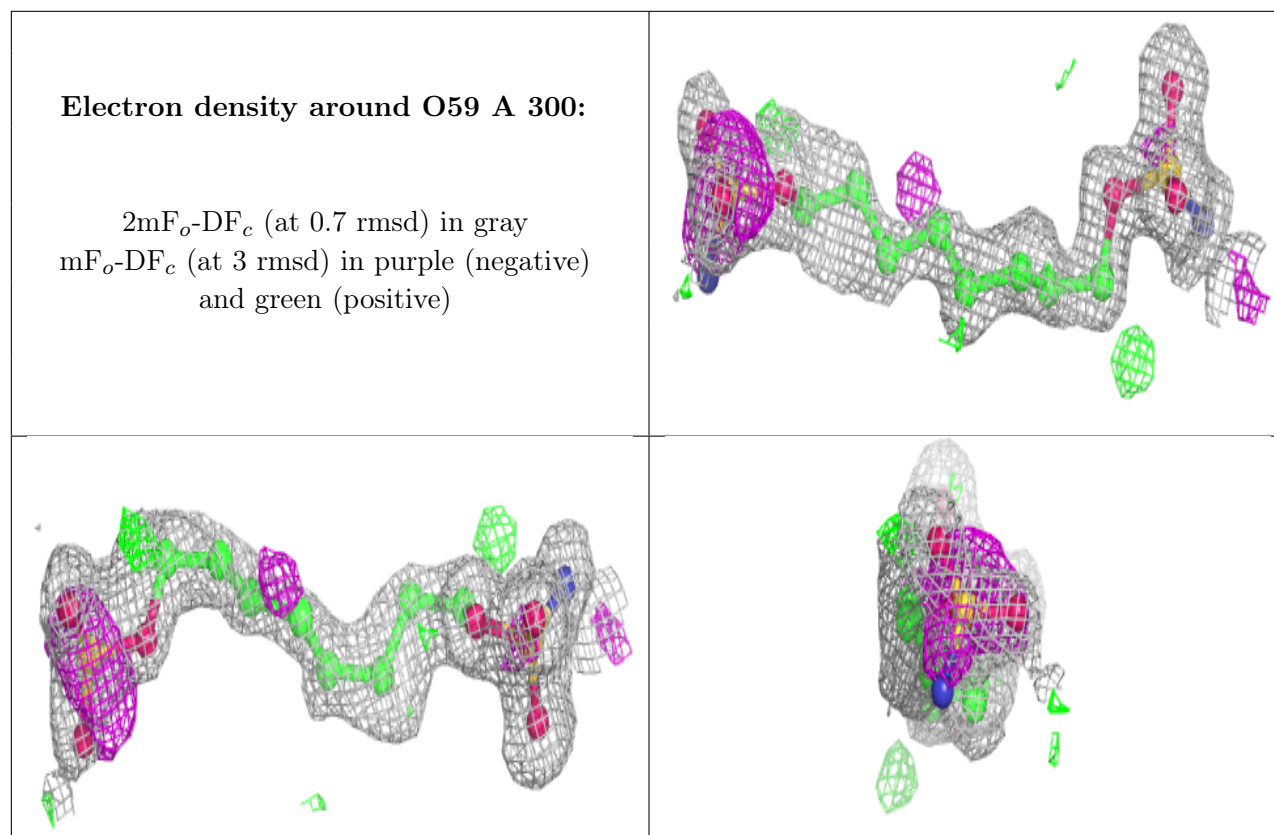 Electron density around O59 A 300:
2mFₒ-DF𝒸 (at 0.7 rmsd) in gray
mFₒ-DF𝒸 (at 3 rmsd) in purple (negative)
and green (positive)